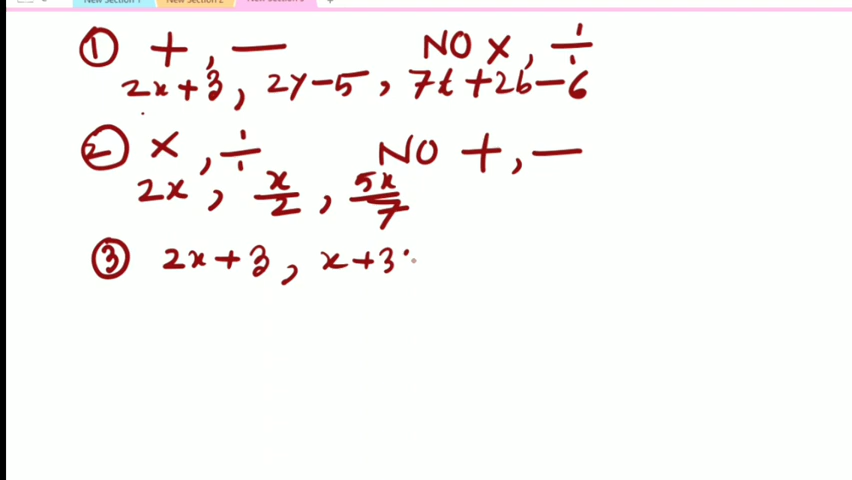 ① +, — NO ×, ÷
2x+3, 2y-5, 7t+2b-6
② ×, ÷ NO +, —
2x, x/2, 5x/7
③ 2x+3, x+3